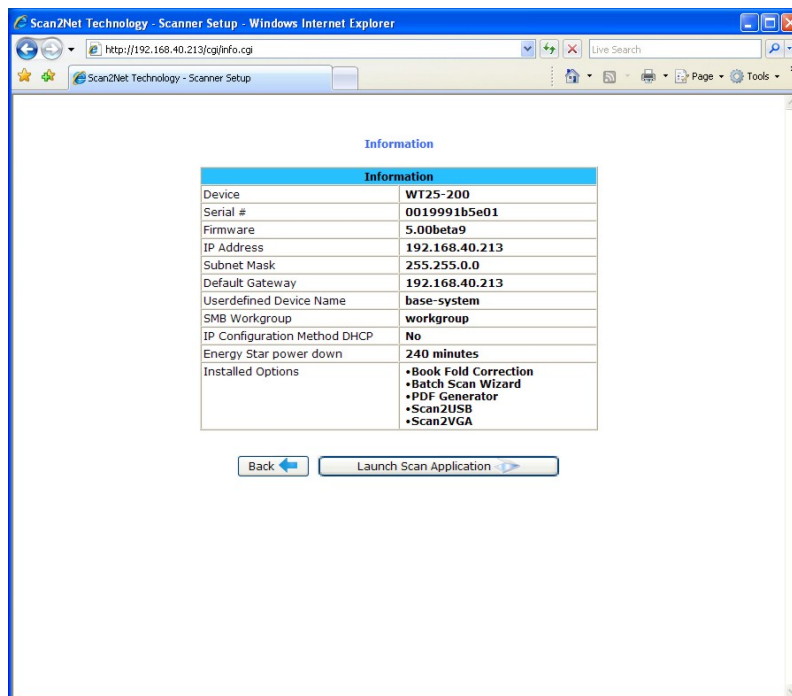 Scan2Net Technology - Scanner Setup - Windows Internet Explorer
http://192.168.40.213/cgi/info.cgi
Live Search
Scan2Net Technology - Scanner Setup
Page
Tools
Information
Information
Device WT25-200
Serial # 0019991b5e01
Firmware 5.00beta9
IP Address 192.168.40.213
Subnet Mask 255.255.0.0
Default Gateway 192.168.40.213
Userdefined Device Name base-system
SMB Workgroup workgroup
IP Configuration Method DHCP No
Energy Star power down 240 minutes
Installed Options •Book Fold Correction
•Batch Scan Wizard
•PDF Generator
•Scan2USB
•Scan2VGA
Back Launch Scan Application